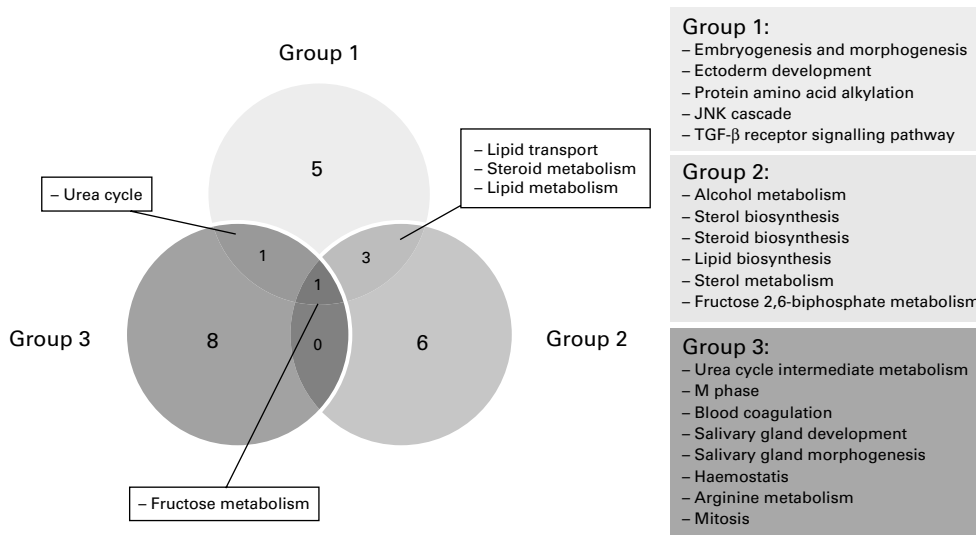 Group 1
5
– Urea cycle
– Lipid transport
– Steroid metabolism
– Lipid metabolism
1
3
1
Group 3
8
0
6
Group 2
– Fructose metabolism
Group 1:
– Embryogenesis and morphogenesis
– Ectoderm development
– Protein amino acid alkylation
– JNK cascade
– TGF-β receptor signalling pathway
Group 2:
– Alcohol metabolism
– Sterol biosynthesis
– Steroid biosynthesis
– Lipid biosynthesis
– Sterol metabolism
– Fructose 2,6-biphosphate metabolism
Group 3:
– Urea cycle intermediate metabolism
– M phase
– Blood coagulation
– Salivary gland development
– Salivary gland morphogenesis
– Haemostatis
– Arginine metabolism
– Mitosis